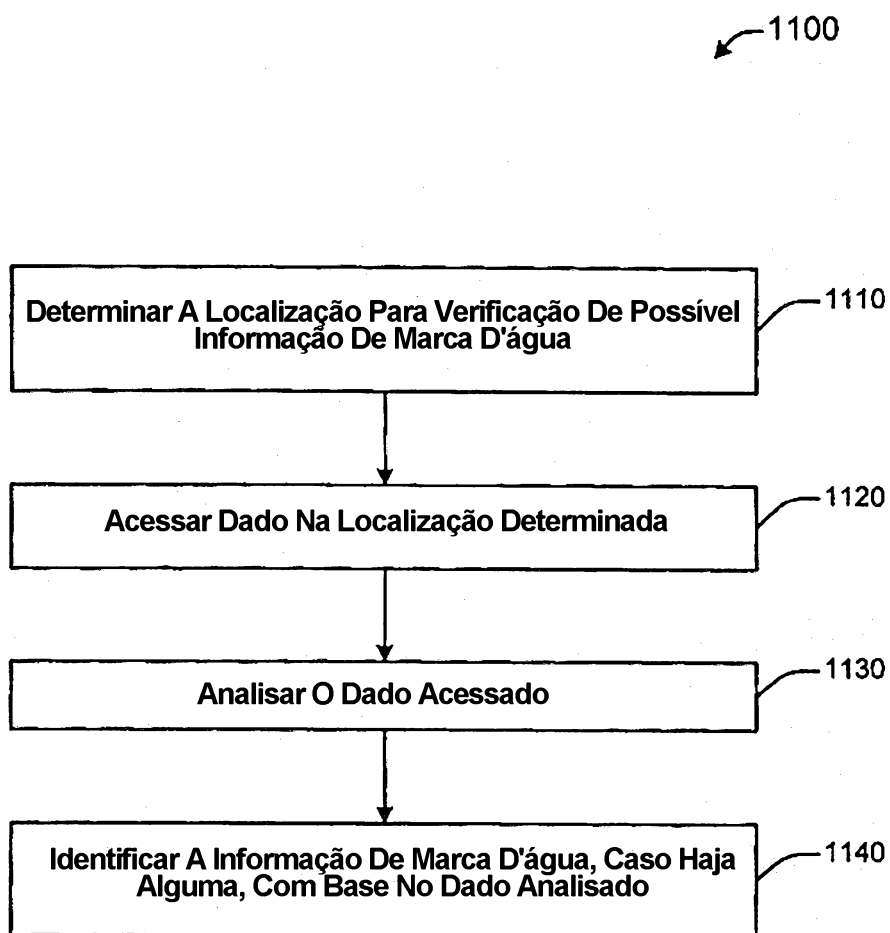 1100
Determinar A Localização Para Verificação De Possível
Informação De Marca D'água
1110
Acessar Dado Na Localização Determinada
1120
Analisar O Dado Acessado
1130
Identificar A Informação De Marca D'água, Caso Haja
Alguma, Com Base No Dado Analisado
1140